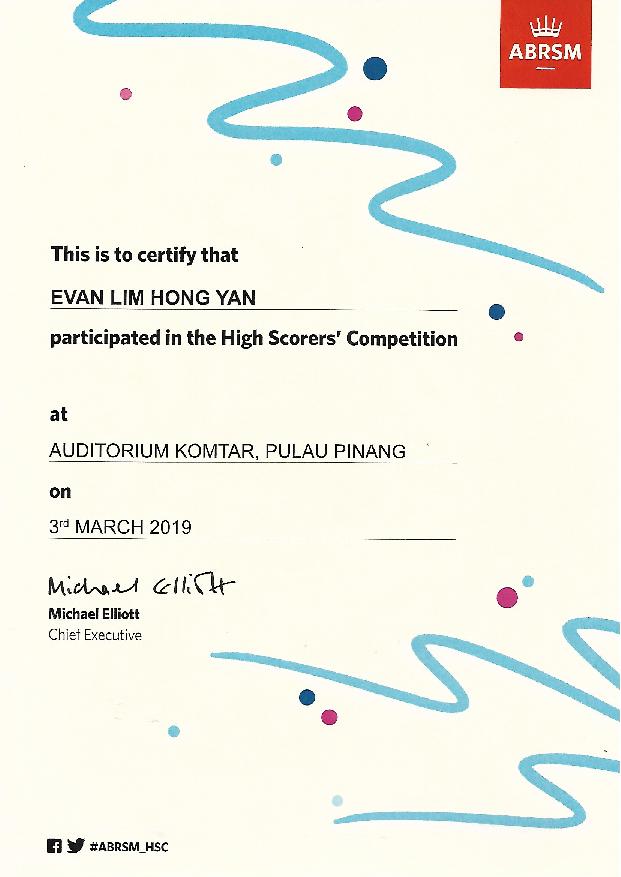 ABRSM
This is to certify that
EVAN LIM HONG YAN
participated in the High Scorers' Competition
at
AUDITORIUM KOMTAR, PULAU PINANG
on
3rd MARCH 2019
Michael Elliott
Michael Elliott
Chief Executive
#ABRSM_HSC